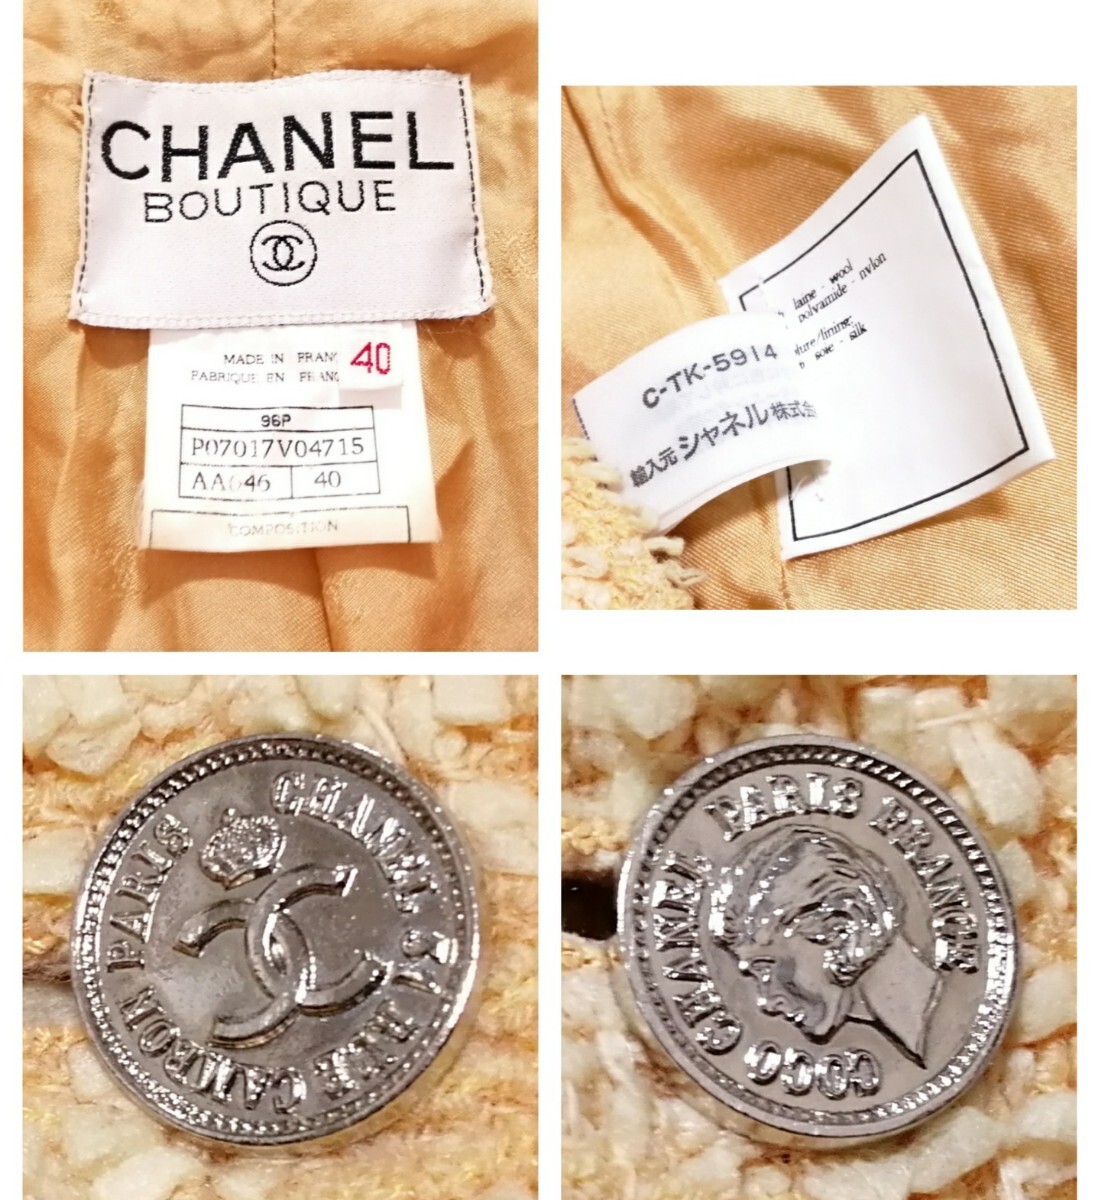 CHANEL
BOUTIQUE
MADE IN FRANC
FABRIQUE EN FRANC
40
96P
P07017V04715
AA046 40
COMPOSITION
laine - wool
polyamide - nylon
lining:
soie - silk
C-TK-5914
輸入元 シャネル株式
CHANEL 31 RUE CAMBON PARIS
COCO CHANEL PARIS FRANCE